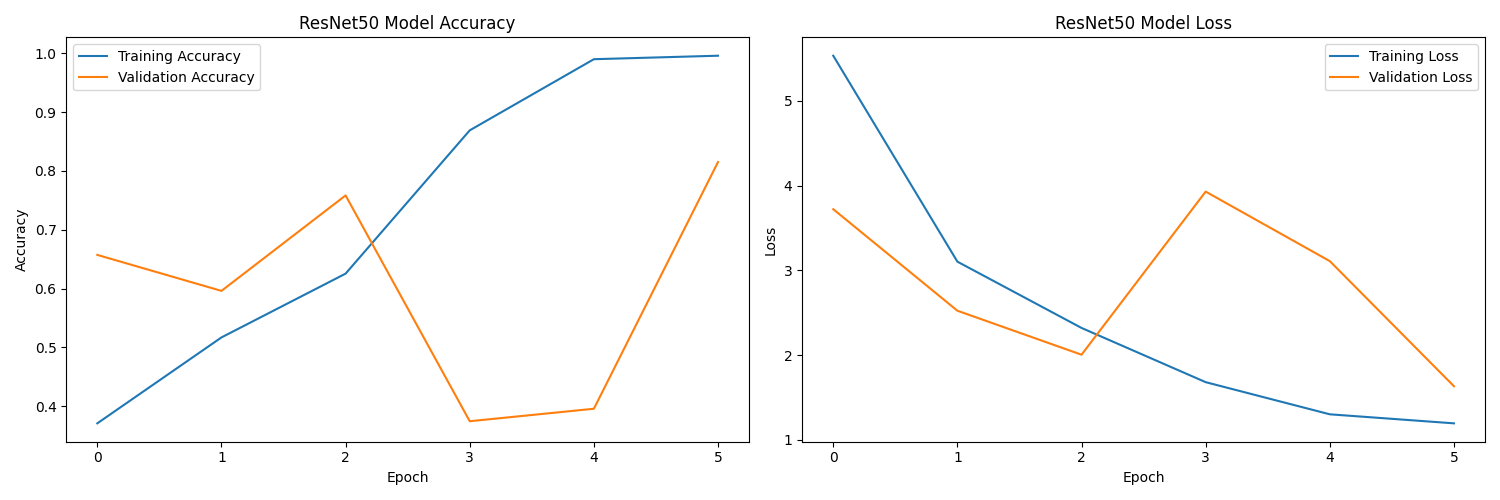 ResNet50 Model Accuracy
Training Accuracy
Validation Accuracy
1.0
0.9
0.8
0.7
0.6
0.5
0.4
Accuracy
0 1 2 3 4 5
Epoch
ResNet50 Model Loss
Training Loss
Validation Loss
5
4
3
2
1
Loss
0 1 2 3 4 5
Epoch